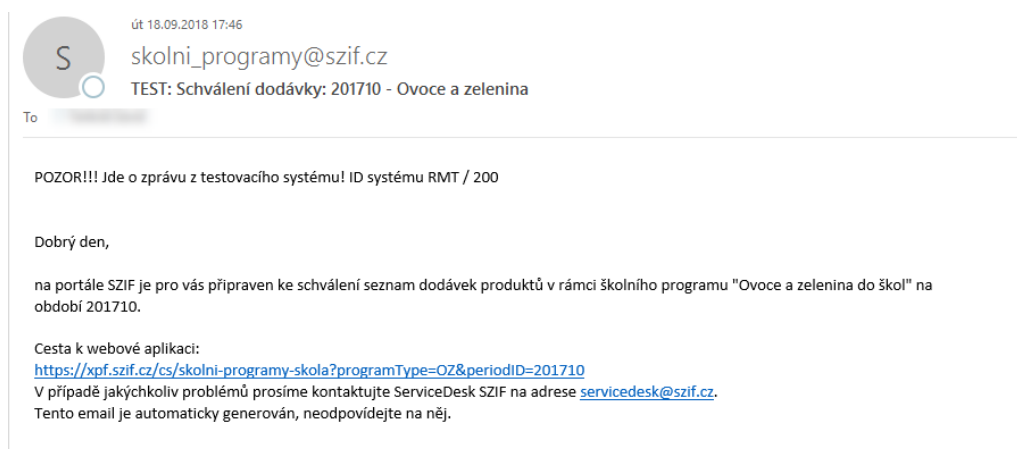 út 18.09.2018 17:46
S
skolni_programy@szif.cz
TEST: Schválení dodávky: 201710 - Ovoce a zelenina
To
POZOR!!! Jde o zprávu z testovacího systému! ID systému RMT / 200
Dobrý den,
na portále SZIF je pro vás připraven ke schválení seznam dodávek produktů v rámci školního programu "Ovoce a zelenina do škol" na
období 201710.
Cesta k webové aplikaci:
https://xpf.szif.cz/cs/skolni-programy-skola?programType=OZ&periodID=201710
V případě jakýchkoliv problémů prosíme kontaktujte ServiceDesk SZIF na adrese servicedesk@szif.cz.
Tento email je automaticky generován, neodpovídejte na něj.